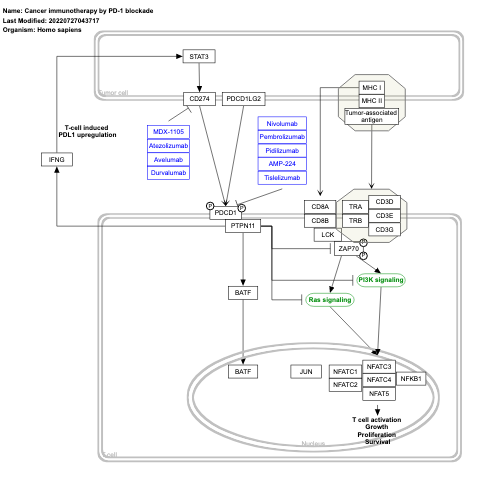 Name: Cancer immunotherapy by PD-1 blockade
Last Modified: 20220727043717
Organism: Homo sapiens
STAT3
Tumor cell
CD274
PDCD1LG2
MHC I
MHC II
Tumor-associated
antigen
T-cell induced
PDL1 upregulation
MDX-1105
Atezolizumab
Avelumab
Durvalumab
Nivolumab
Pembrolizumab
Pidilizumab
AMP-224
Tislelizumab
IFNG
P
P
PDCD1
PTPN11
CD8A
CD8B
LCK
TRA
TRB
CD3D
CD3E
CD3G
P
ZAP70
P
PI3K signaling
Ras signaling
BATF
BATF
JUN
NFATC1
NFATC2
NFATC3
NFATC4
NFAT5
NFKB1
T cell activation
Growth
Proliferation
Survival
Nucleus
T-cell